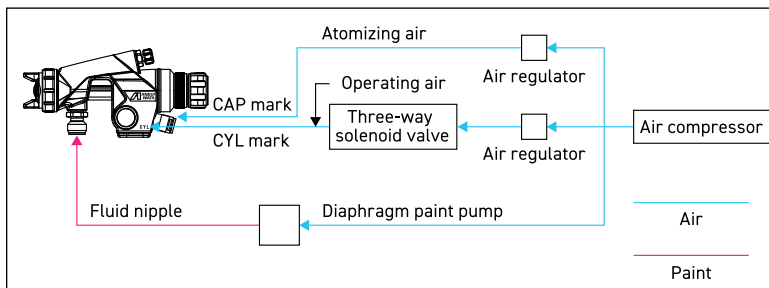 Atomizing air
Air regulator
CAP mark
Operating air
CYL mark
Three-way
solenoid valve
Air regulator
Air compressor
Fluid nipple
Diaphragm paint pump
Air
Paint
CYL